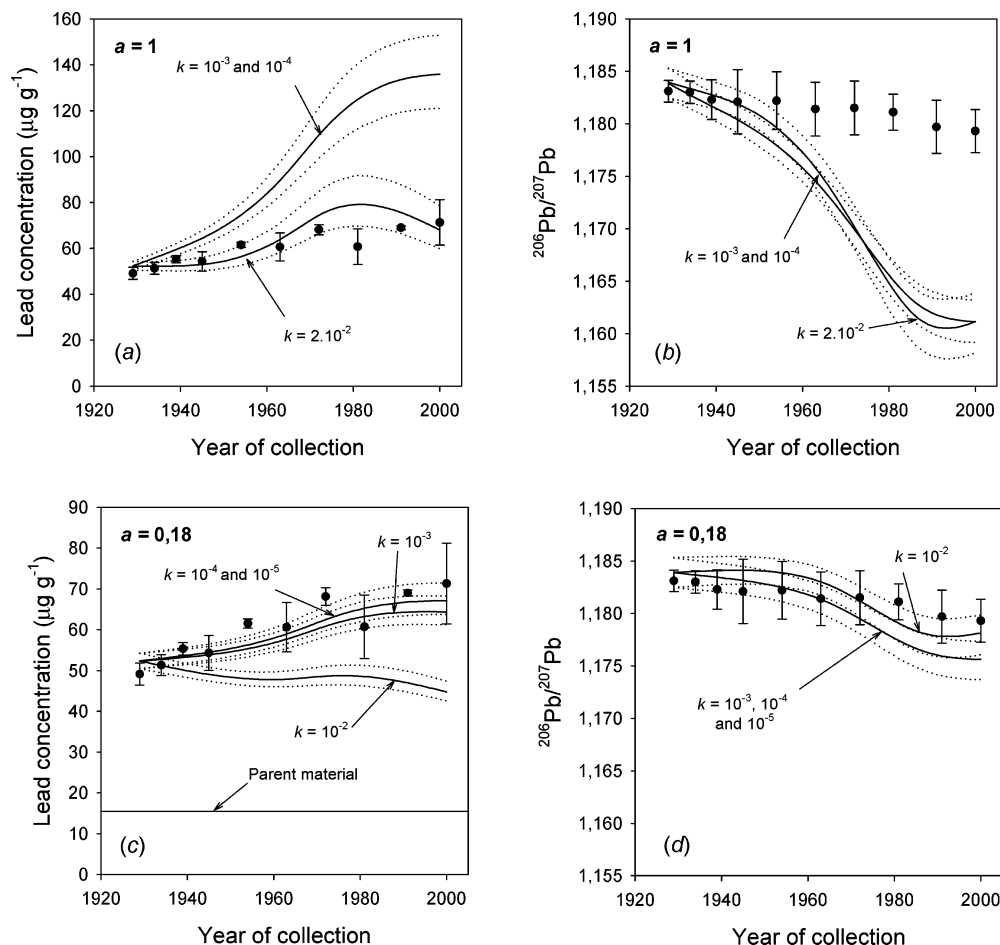 160
140
120
100
80
60
40
20
0
Lead concentration (µg g⁻¹)
a = 1
k = 10⁻³ and 10⁻⁴
k = 2.10⁻²
(a)
1920 1940 1960 1980 2000
Year of collection
1,190
1,185
1,180
1,175
1,170
1,165
1,160
1,155
²⁰⁶Pb/²⁰⁷Pb
a = 1
k = 10⁻³ and 10⁻⁴
k = 2.10⁻²
(b)
1920 1940 1960 1980 2000
Year of collection
90
80
70
60
50
40
30
20
10
0
Lead concentration (µg g⁻¹)
a = 0,18
k = 10⁻³
k = 10⁻⁴ and 10⁻⁵
k = 10⁻²
Parent material
(c)
1920 1940 1960 1980 2000
Year of collection
1,190
1,185
1,180
1,175
1,170
1,165
1,160
1,155
²⁰⁶Pb/²⁰⁷Pb
a = 0,18
k = 10⁻²
k = 10⁻³, 10⁻⁴
and 10⁻⁵
(d)
1920 1940 1960 1980 2000
Year of collection